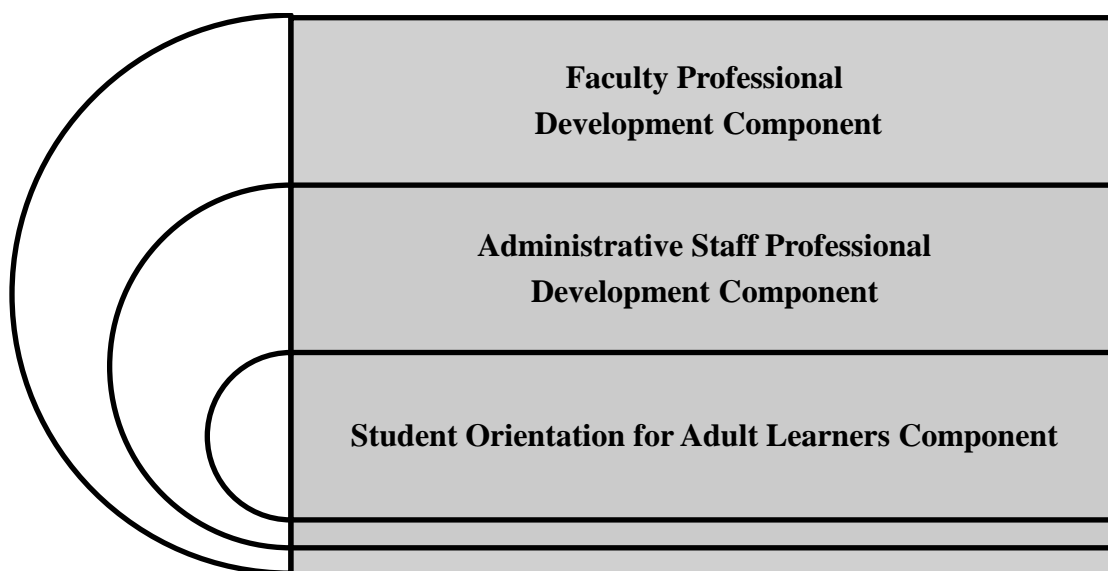 Faculty Professional
Development Component
Administrative Staff Professional
Development Component
Student Orientation for Adult Learners Component